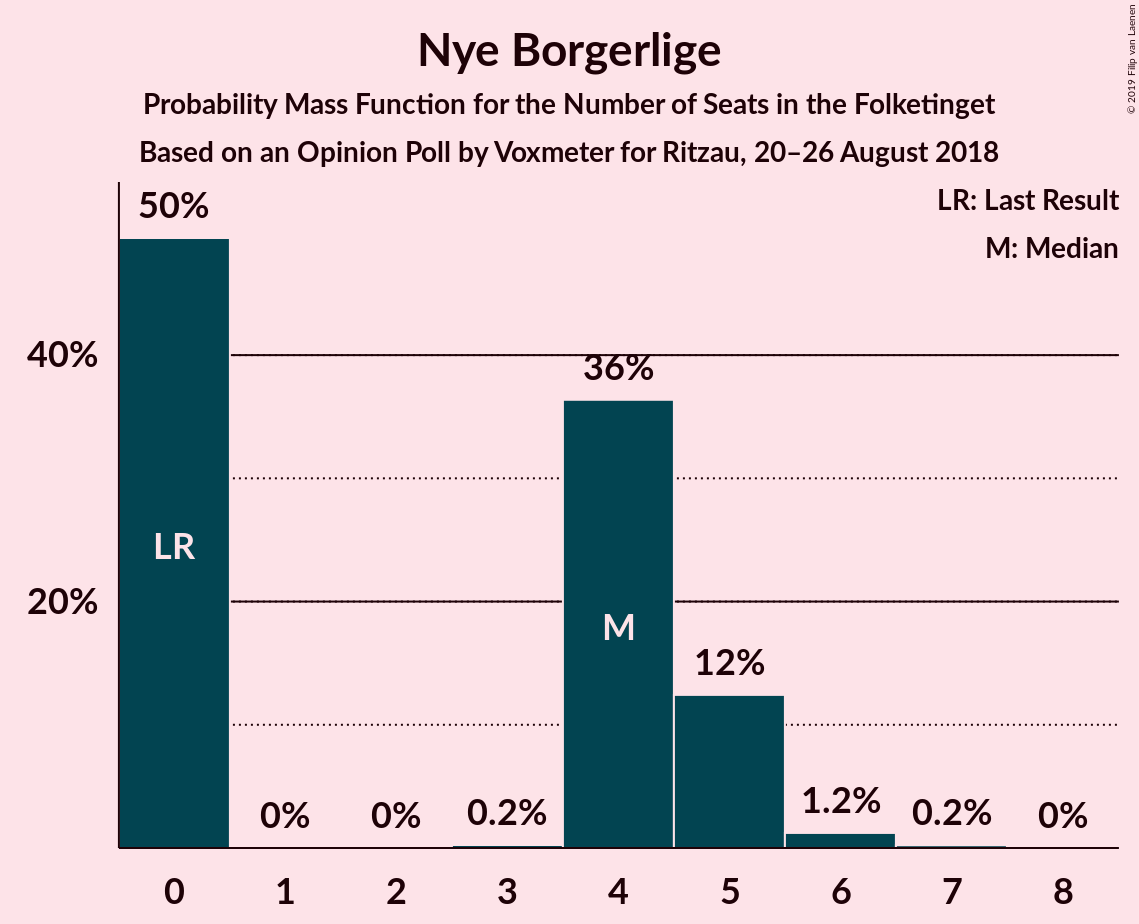 Nye Borgerlige
Probability Mass Function for the Number of Seats in the Folketinget
Based on an Opinion Poll by Voxmeter for Ritzau, 20–26 August 2018
© 2019 Filip van Laenen
LR: Last Result
M: Median
50%
40%
36%
LR
20%
M
12%
0%
0%
0.2%
1.2%
0.2%
0%
0 1 2 3 4 5 6 7 8